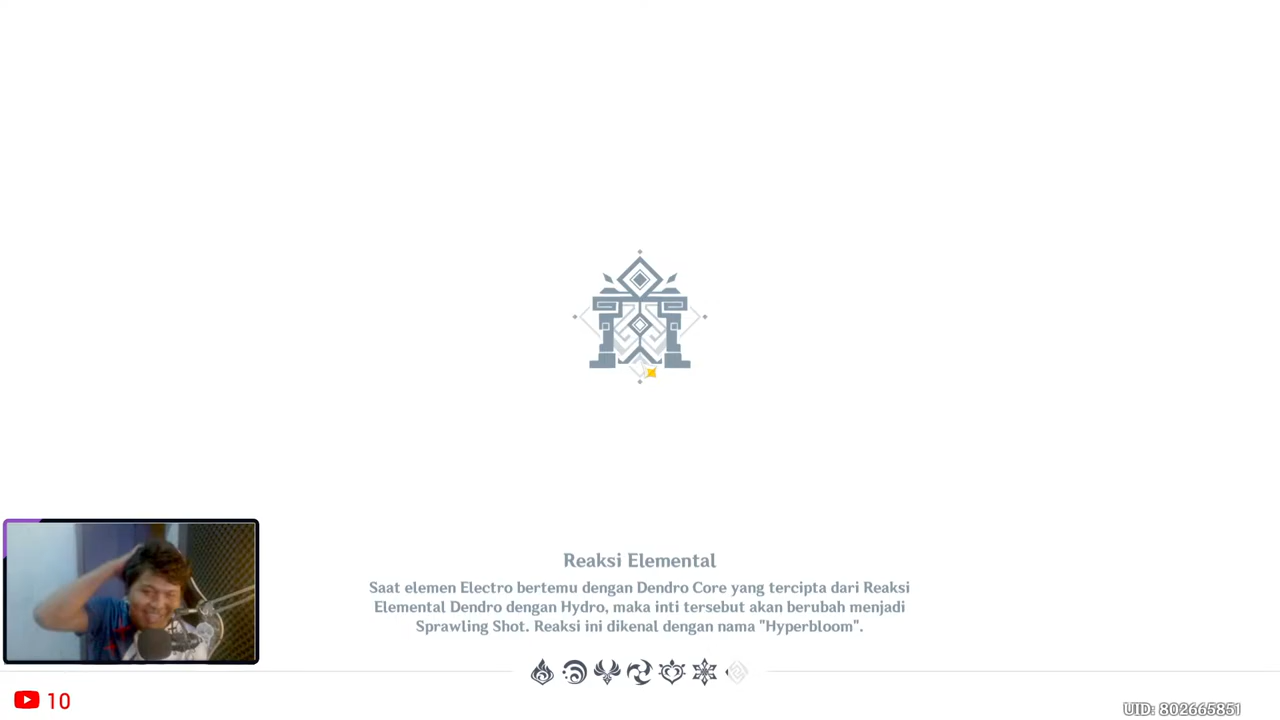 Reaksi Elemental
Saat elemen Electro bertemu dengan Dendro Core yang tercipta dari Reaksi
Elemental Dendro dengan Hydro, maka inti tersebut akan berubah menjadi
Sprawling Shot. Reaksi ini dikenal dengan nama "Hyperbloom".
10
UID: 802665851